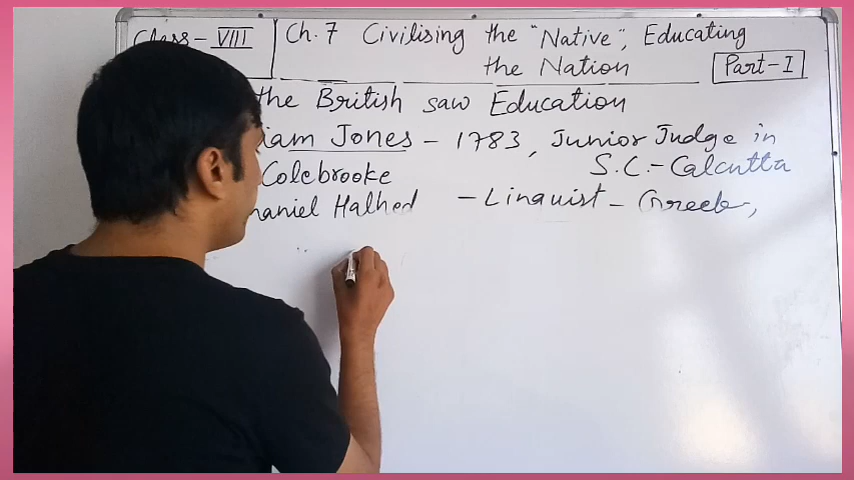 Class - VIII Ch. 7 Civilising the "Native", Educating
the Nation Part-I
the British saw Education
iam Jones - 1783, Junior Judge in
S.C. - Calcutta
Colebrooke
aniel Halhed - Linguist - Greek,